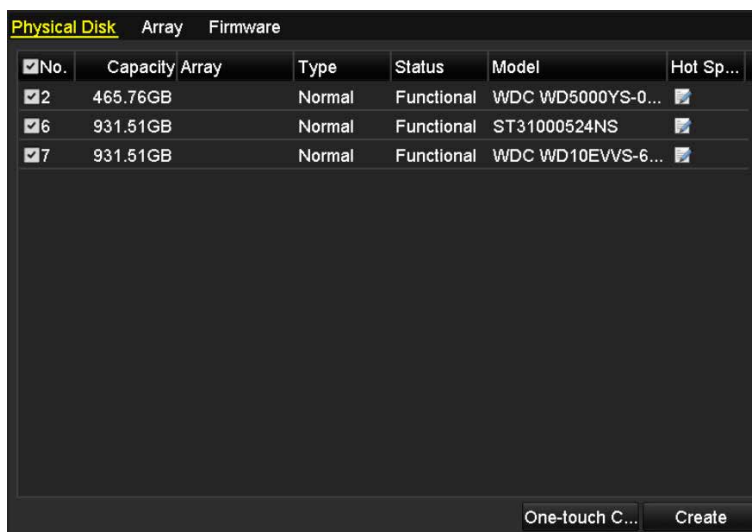 Physical Disk Array Firmware
No. Capacity Array Type Status Model Hot Sp...
2 465.76GB Normal Functional WDC WD5000YS-0...
6 931.51GB Normal Functional ST31000524NS
7 931.51GB Normal Functional WDC WD10EVVS-6...
One-touch C... Create